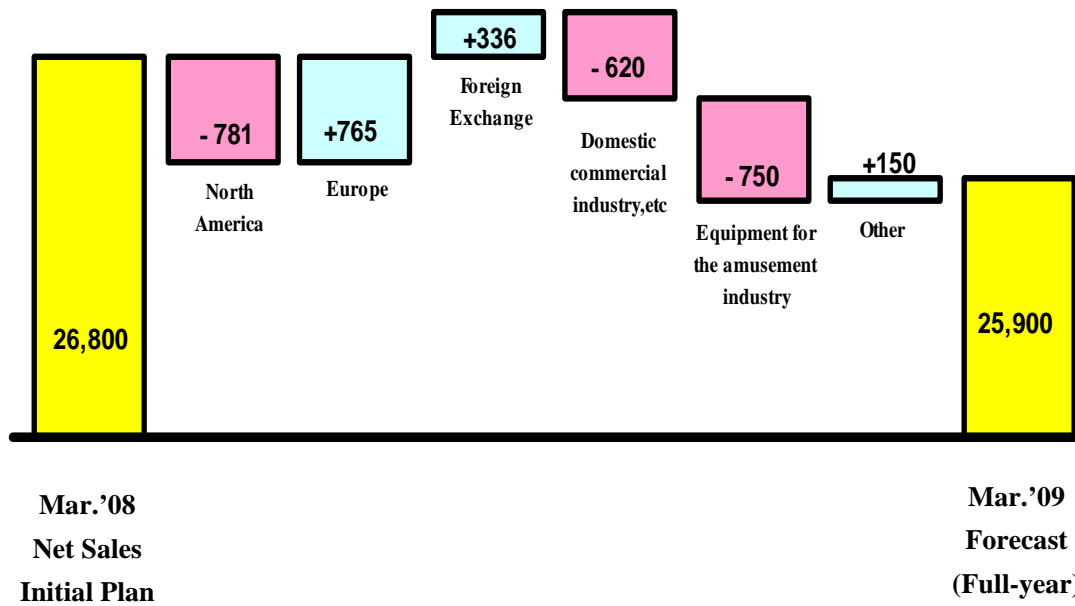 26,800
- 781
North
America
+765
Europe
+336
Foreign
Exchange
- 620
Domestic
commercial
industry,etc
- 750
Equipment for
the amusement
industry
+150
Other
25,900
Mar.’08
Net Sales
Initial Plan
Mar.’09
Forecast
(Full-year)